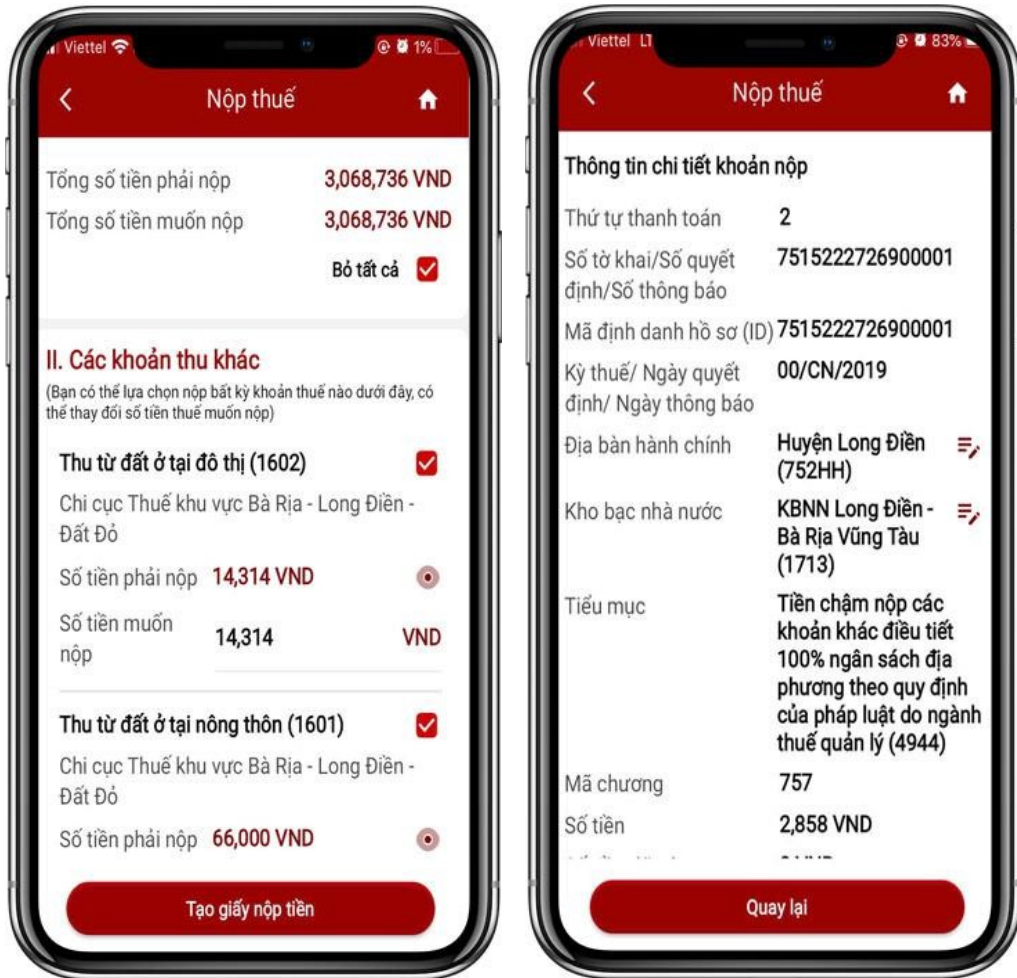 Viettel
1%
Nộp thuế
Tổng số tiền phải nộp 3,068,736 VND
Tổng số tiền muốn nộp 3,068,736 VND
Bỏ tất cả
II. Các khoản thu khác
(Bạn có thể lựa chọn nộp bất kỳ khoản thuế nào dưới đây, có
thể thay đổi số tiền thuế muốn nộp)
Thu từ đất ở tại đô thị (1602)
Chi cục Thuế khu vực Bà Rịa - Long Điền -
Đất Đỏ
Số tiền phải nộp 14,314 VND
Số tiền muốn
nộp
14,314 VND
Thu từ đất ở tại nông thôn (1601)
Chi cục Thuế khu vực Bà Rịa - Long Điền -
Đất Đỏ
Số tiền phải nộp 66,000 VND
Tạo giấy nộp tiền
Viettel
83%
Nộp thuế
Thông tin chi tiết khoản nộp
Thứ tự thanh toán 2
Số tờ khai/Số quyết 7515222726900001
định/Số thông báo
Mã định danh hồ sơ (ID) 7515222726900001
Kỳ thuế/ Ngày quyết 00/CN/2019
định/ Ngày thông báo
Địa bàn hành chính Huyện Long Điền
(752HH)
Kho bạc nhà nước KBNN Long Điền -
Bà Rịa Vũng Tàu
(1713)
Tiểu mục Tiền chậm nộp các
khoản khác điều tiết
100% ngân sách địa
phương theo quy định
của pháp luật do ngành
thuế quản lý (4944)
Mã chương 757
Số tiền 2,858 VND
Quay lại